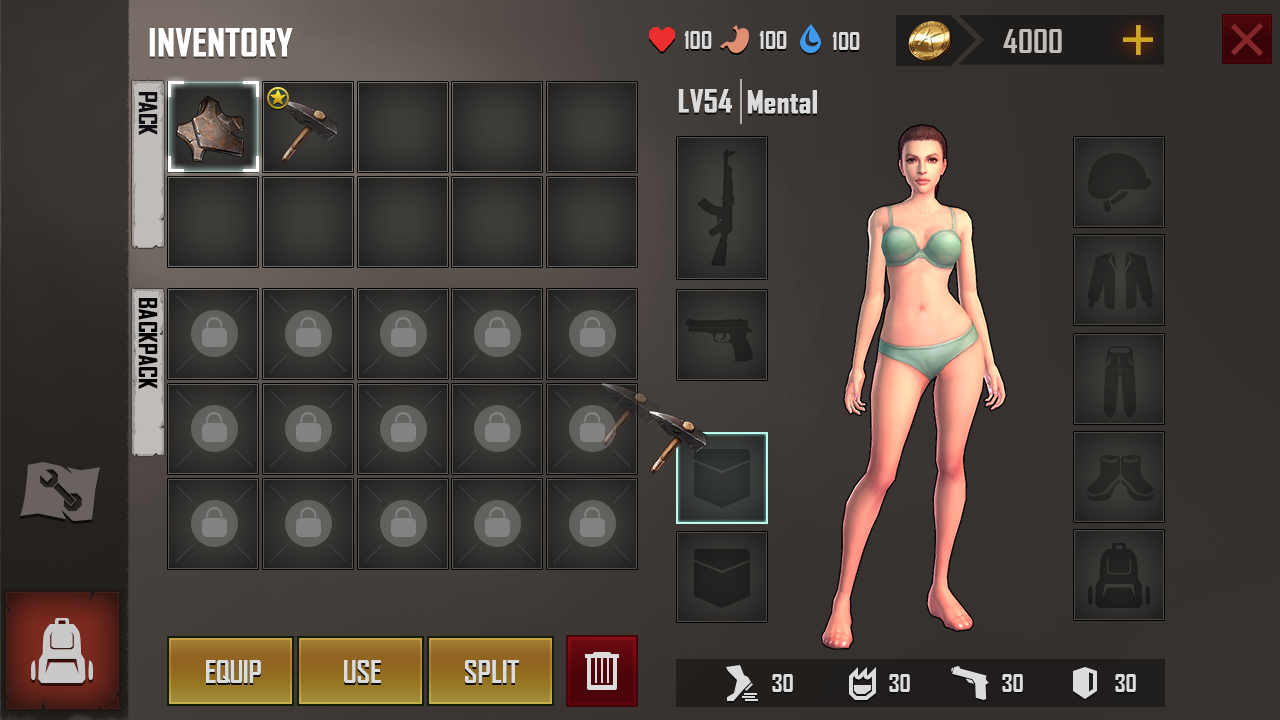 INVENTORY
100 100 100
4000
PACK
LV54 Mental
BACKPACK
EQUIP USE SPLIT
30 30 30 30